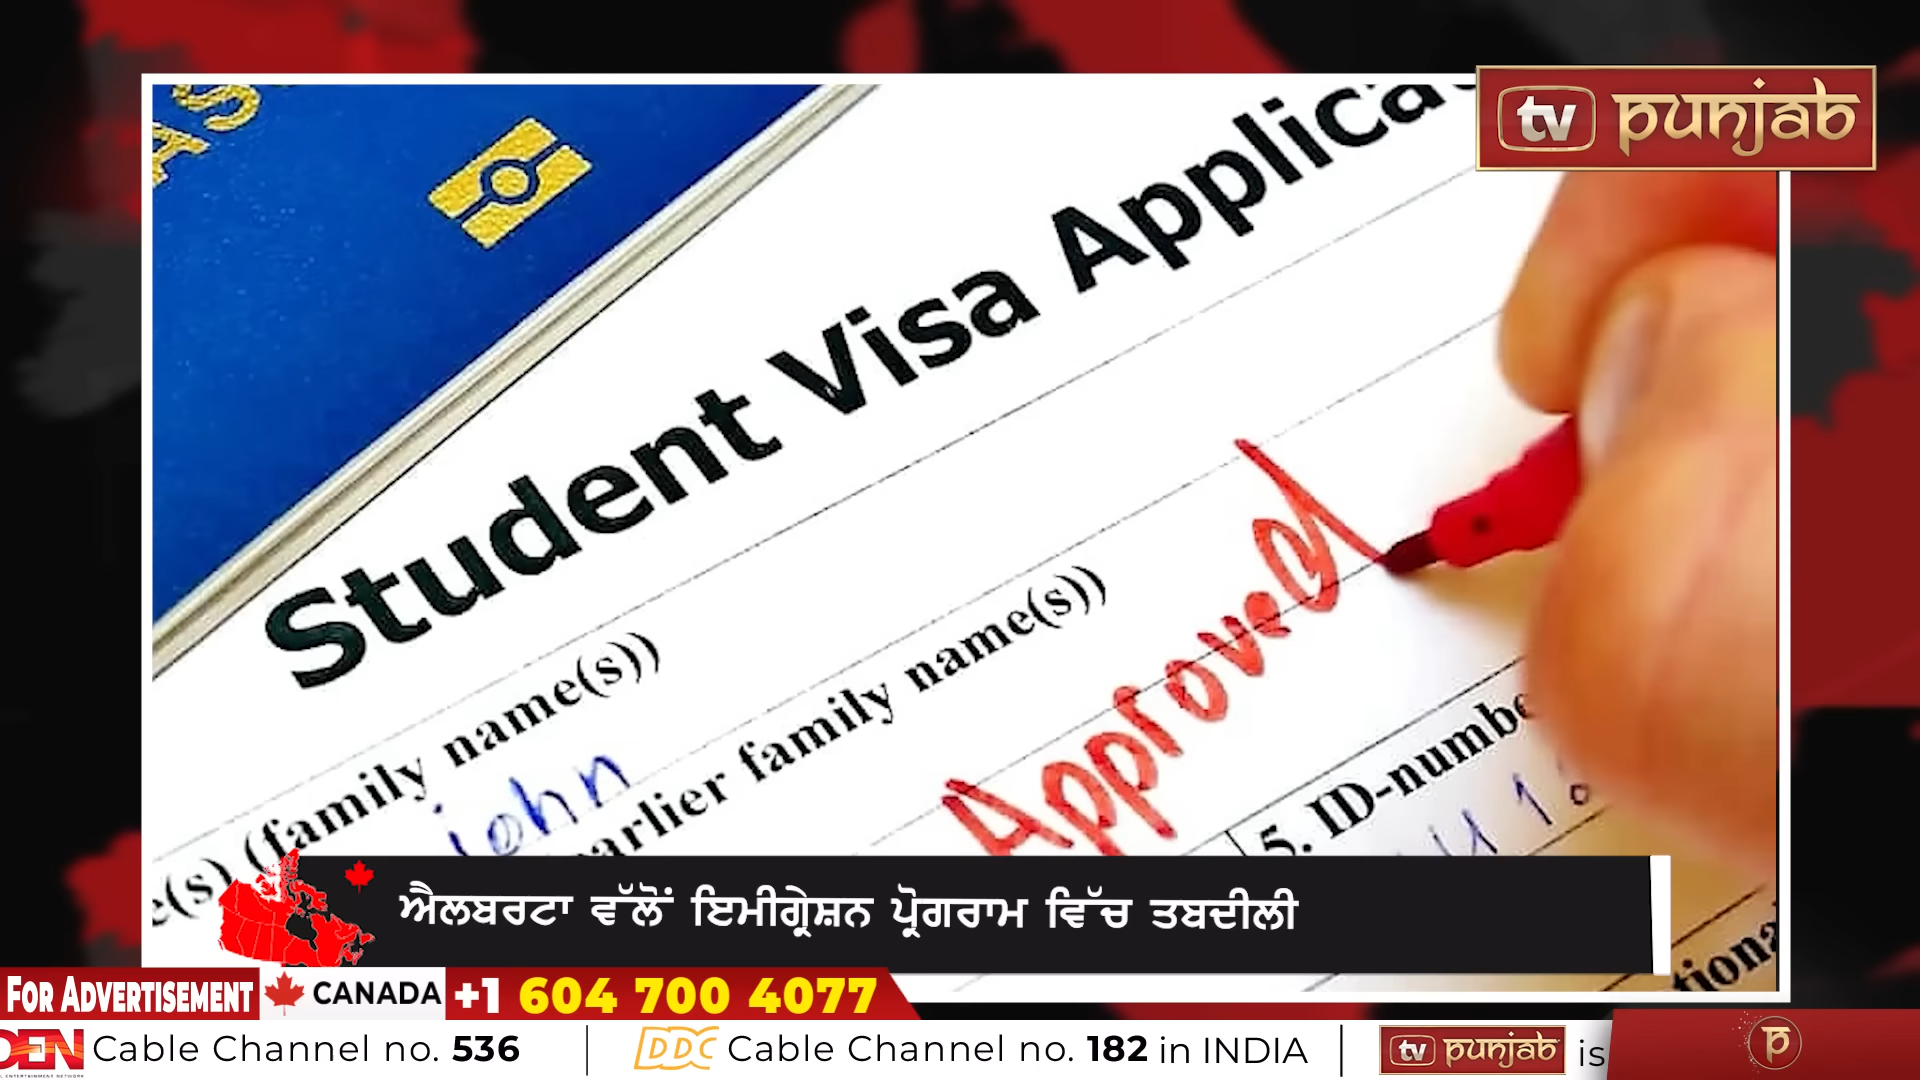 tv punjab
Student Visa Applica
(family name(s))
john
earlier family name(s))
Approved
5. ID-numbe
ਐਲਬਰਟਾ ਵੱਲੋਂ ਇਮੀਗ੍ਰੇਸ਼ਨ ਪ੍ਰੋਗਰਾਮ ਵਿੱਚ ਤਬਦੀਲੀ
FOR ADVERTISEMENT CANADA +1 604 700 4077
DEN Cable Channel no. 536 DDC Cable Channel no. 182 in INDIA tv punjab is